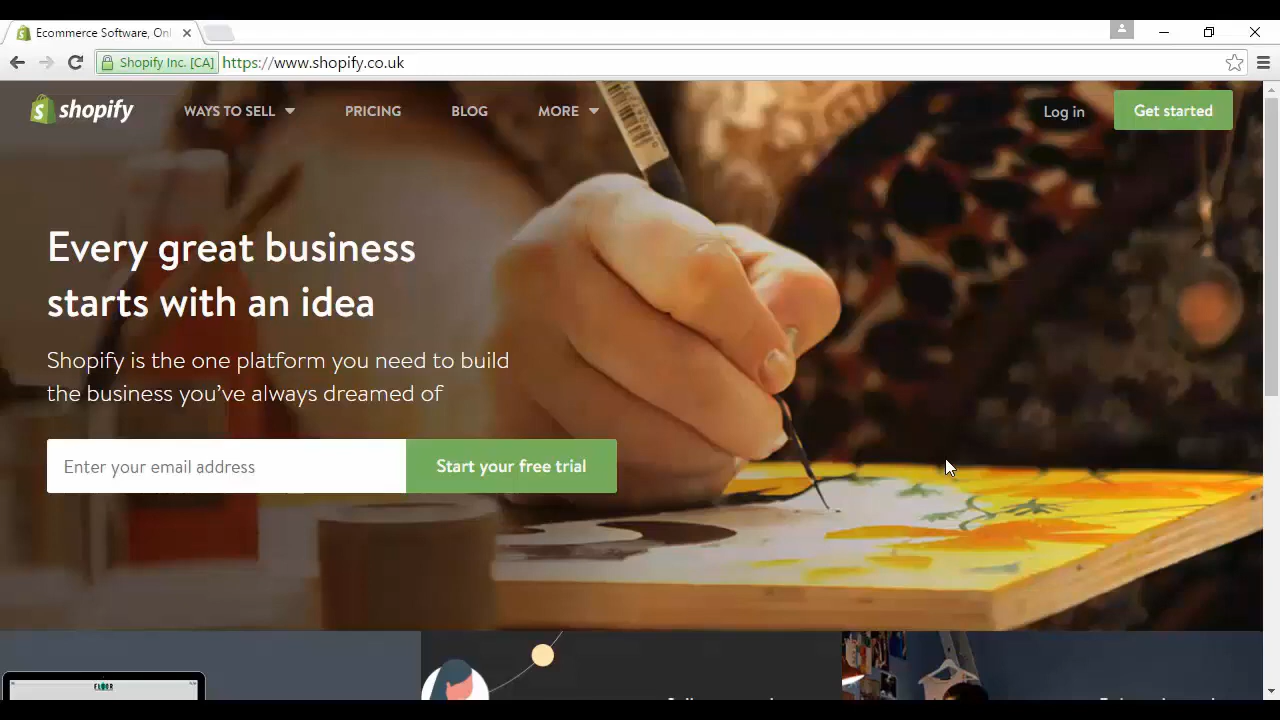 Ecommerce Software, Onl
Shopify Inc. [CA] https://www.shopify.co.uk
shopify WAYS TO SELL PRICING BLOG MORE Log in Get started
Every great business
starts with an idea
Shopify is the one platform you need to build
the business you've always dreamed of
Enter your email address Start your free trial
FLOOR